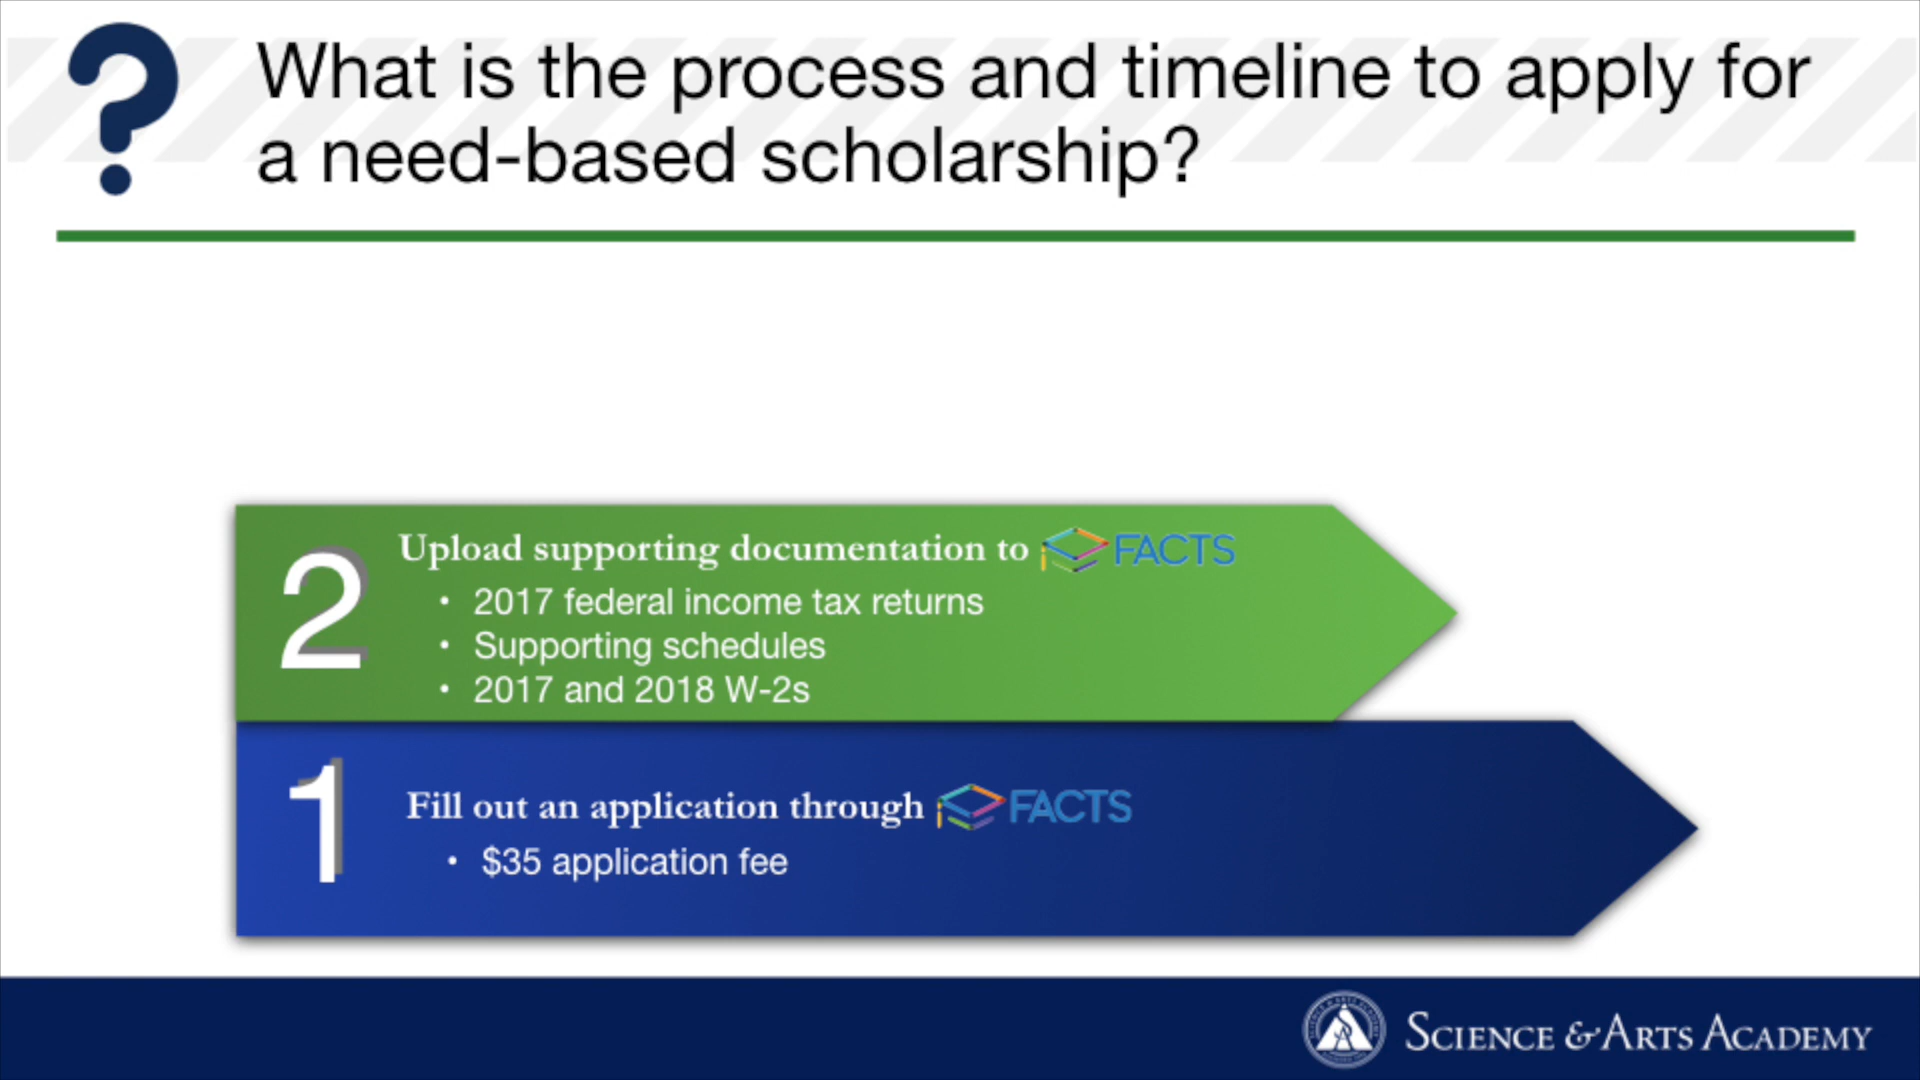 ?
What is the process and timeline to apply for
a need-based scholarship?
2
Upload supporting documentation to FACTS
• 2017 federal income tax returns
• Supporting schedules
• 2017 and 2018 W-2s
1
Fill out an application through FACTS
• $35 application fee
SCIENCE & ARTS ACADEMY